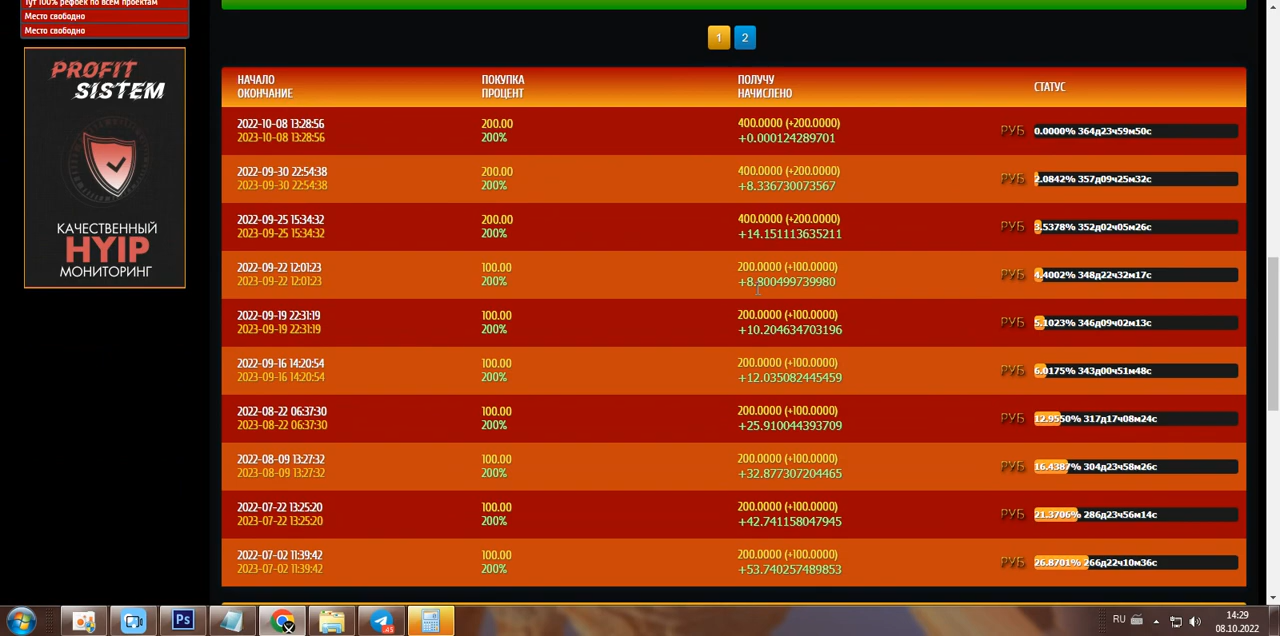 Тут 100% рефбек по всем проектам
Место свободно
Место свободно
PROFIT
SISTEM
КАЧЕСТВЕННЫЙ
HYIP
МОНИТОРИНГ
1 2
НАЧАЛО ПОКУПКА ПОЛУЧУ СТАТУС
ОКОНЧАНИЕ ПРОЦЕНТ НАЧИСЛЕНО
2022-10-08 13:28:56 200.00 400.0000 (+200.0000) РУБ 0.0000% 364д23ч59м50с
2023-10-08 13:28:56 200% +0.000124289701
2022-09-30 22:54:38 200.00 400.0000 (+200.0000) РУБ 2.0842% 357д09ч25м32с
2023-09-30 22:54:38 200% +8.336730073567
2022-09-25 15:34:32 200.00 400.0000 (+200.0000) РУБ 3.5378% 352д02ч05м26с
2023-09-25 15:34:32 200% +14.151113635211
2022-09-22 12:01:23 100.00 200.0000 (+100.0000) РУБ 4.4002% 348д22ч32м17с
2023-09-22 12:01:23 200% +8.800499739980
2022-09-19 22:31:19 100.00 200.0000 (+100.0000) РУБ 5.1023% 346д09ч02м13с
2023-09-19 22:31:19 200% +10.204634703196
2022-09-16 14:20:54 100.00 200.0000 (+100.0000) РУБ 6.0175% 343д00ч51м48с
2023-09-16 14:20:54 200% +12.035082445459
2022-08-22 06:37:30 100.00 200.0000 (+100.0000) РУБ 12.9550% 317д17ч08м24с
2023-08-22 06:37:30 200% +25.910044393709
2022-08-09 13:27:32 100.00 200.0000 (+100.0000) РУБ 16.4387% 304д23ч58м26с
2023-08-09 13:27:32 200% +32.877307204465
2022-07-22 13:25:20 100.00 200.0000 (+100.0000) РУБ 21.3706% 286д23ч56м14с
2023-07-22 13:25:20 200% +42.741158047945
2022-07-02 11:39:42 100.00 200.0000 (+100.0000) РУБ 26.8701% 266д22ч10м36с
2023-07-02 11:39:42 200% +53.740257489853
Ps
RU
14:29
08.10.2022